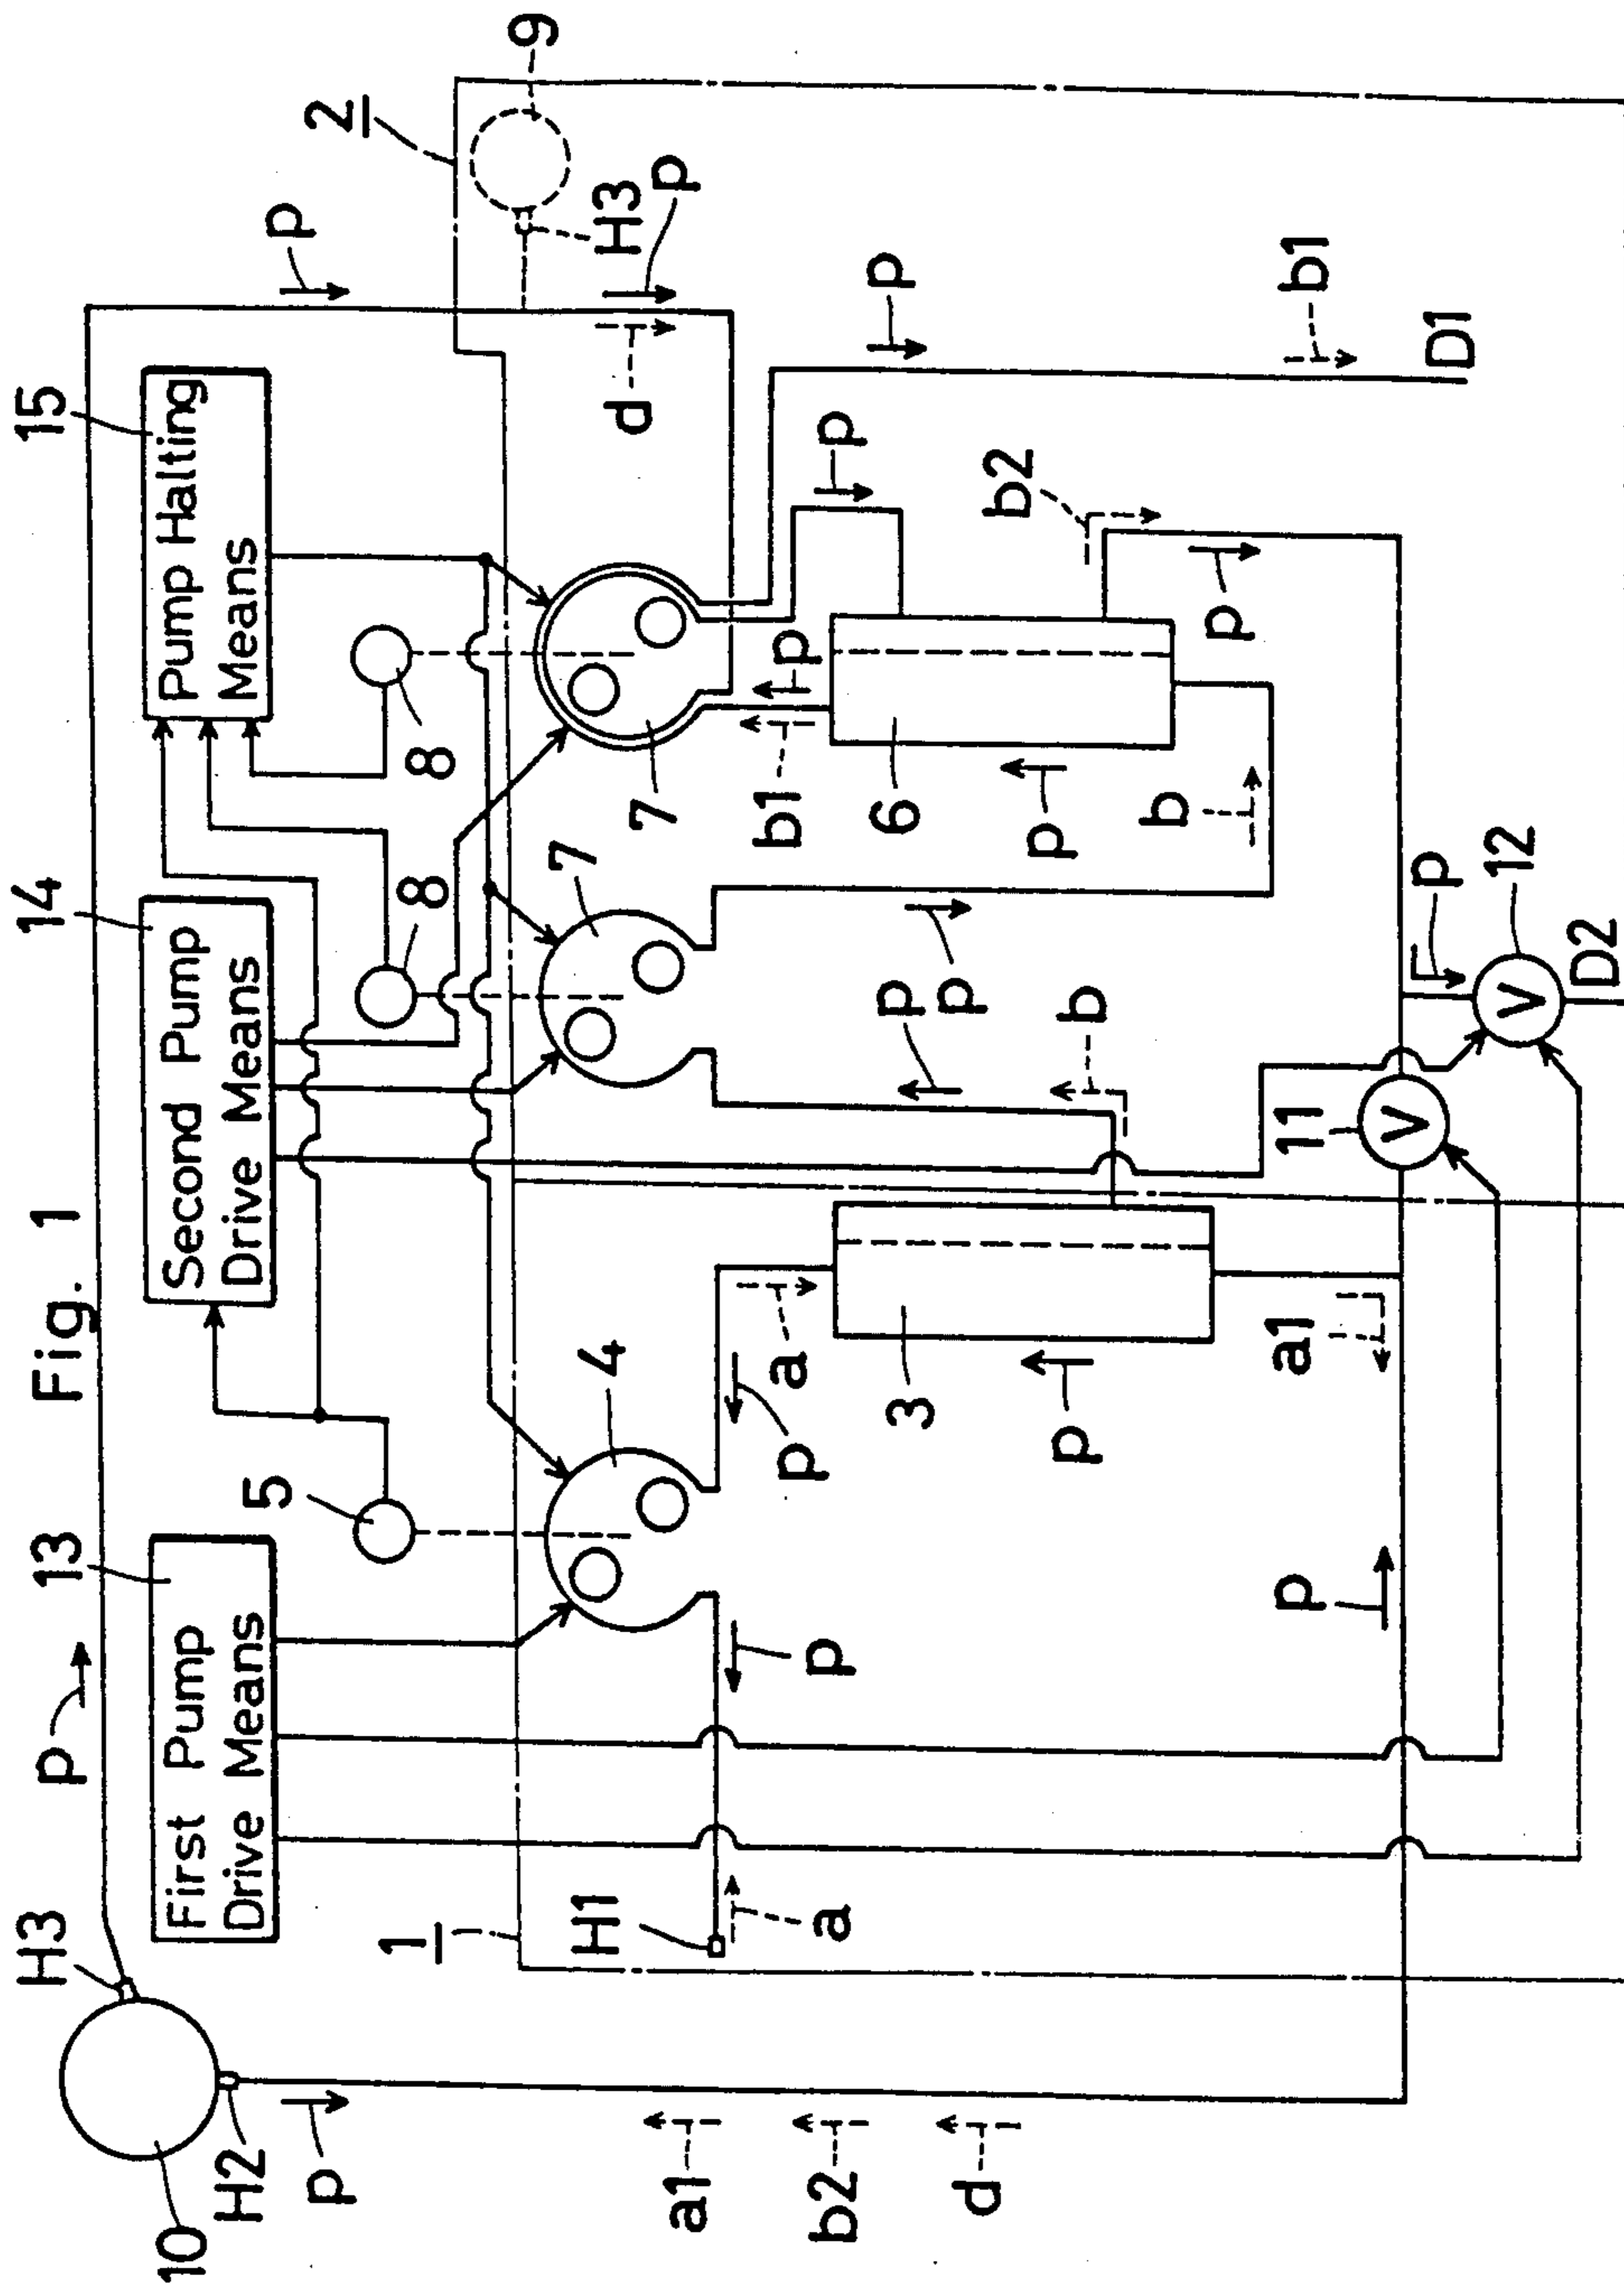 Fig. 1
H3
p
13
14
15
First Pump
Drive Means
Second Pump
Drive Means
Pump Halting
Means
10
H2
p
5
8
8
p
2
9
1
H1
4
7
7
H3
p
d
a1
b2
d
a
p
p
a
3
p
a1
p
p
b
p
b1
p
p
6
b
p
b2
p
p
b1
D1
p
11
p
12
D2